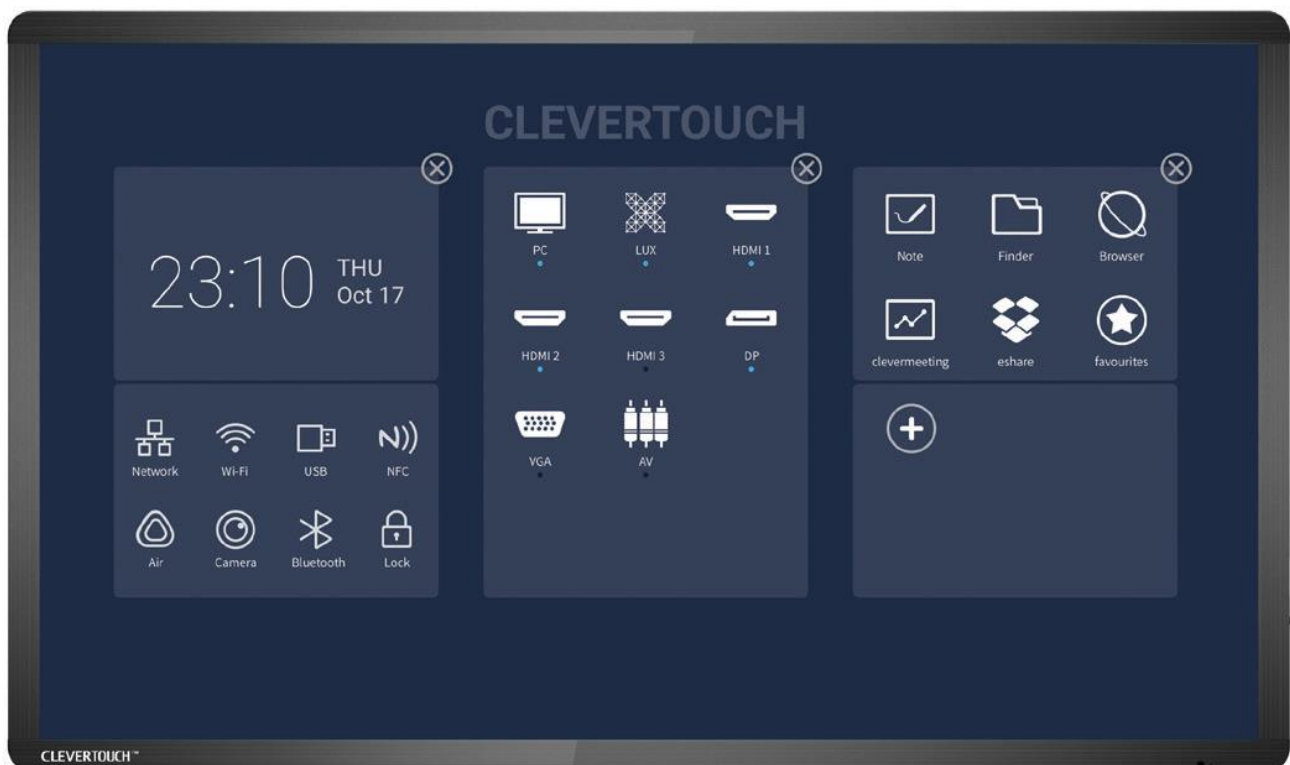 CLEVERTOUCH
23:10
THU
Oct 17
Network Wi-Fi USB NFC
Air Camera Bluetooth Lock
PC LUX HDMI 1
HDMI 2 HDMI 3 DP
VGA AV
Note Finder Browser
clevermeeting eshare favourites
CLEVERTOUCH™